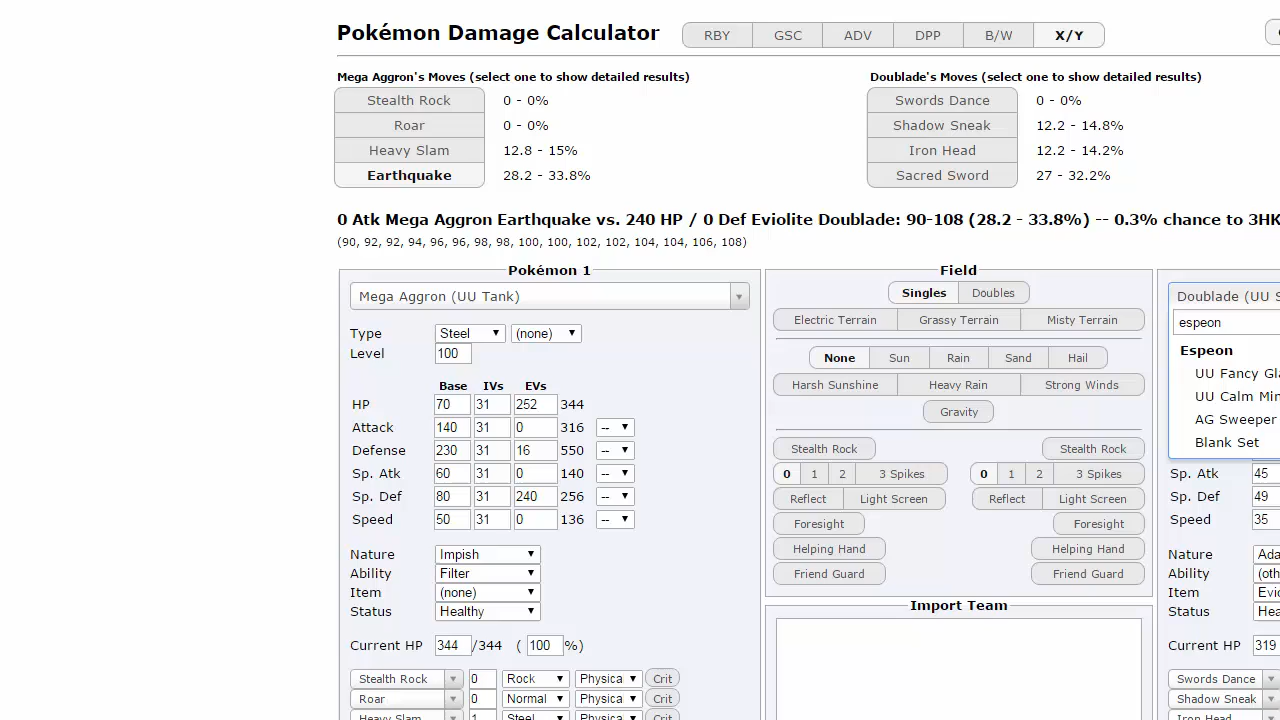 Pokémon Damage Calculator RBY GSC ADV DPP B/W X/Y
Mega Aggron's Moves (select one to show detailed results) Doublade's Moves (select one to show detailed results)
Stealth Rock 0 - 0% Swords Dance 0 - 0%
Roar 0 - 0% Shadow Sneak 12.2 - 14.8%
Heavy Slam 12.8 - 15% Iron Head 12.2 - 14.2%
Earthquake 28.2 - 33.8% Sacred Sword 27 - 32.2%
0 Atk Mega Aggron Earthquake vs. 240 HP / 0 Def Eviolite Doublade: 90-108 (28.2 - 33.8%) -- 0.3% chance to 3HK
(90, 92, 92, 94, 96, 96, 98, 98, 100, 100, 102, 102, 104, 104, 106, 108)
Pokémon 1
Mega Aggron (UU Tank)
Type Steel (none)
Level 100
Base IVs EVs
HP 70 31 252 344
Attack 140 31 0 316 --
Defense 230 31 16 550 --
Sp. Atk 60 31 0 140 --
Sp. Def 80 31 240 256 --
Speed 50 31 0 136 --
Nature Impish
Ability Filter
Item (none)
Status Healthy
Current HP 344 /344 ( 100 %)
Stealth Rock 0 Rock Physica Crit
Roar 0 Normal Physica Crit
Heavy Slam 1 Steel Physica Crit
Field
Singles Doubles
Electric Terrain Grassy Terrain Misty Terrain
None Sun Rain Sand Hail
Harsh Sunshine Heavy Rain Strong Winds
Gravity
Stealth Rock Stealth Rock
0 1 2 3 Spikes 0 1 2 3 Spikes
Reflect Light Screen Reflect Light Screen
Foresight Foresight
Helping Hand Helping Hand
Friend Guard Friend Guard
Import Team
Doublade (UU S
espeon
Espeon
UU Fancy Gla
UU Calm Min
AG Sweeper
Blank Set
Sp. Atk 45
Sp. Def 49
Speed 35
Nature Ada
Ability (oth
Item Evio
Status Hea
Current HP 319
Swords Dance
Shadow Sneak
Iron Head